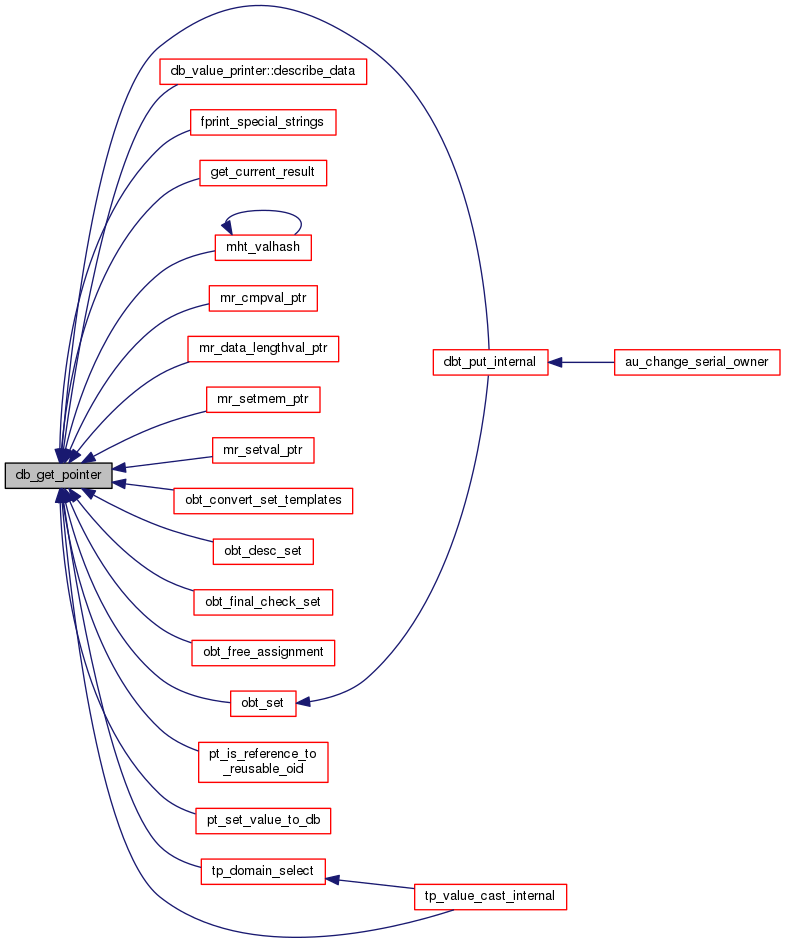 db_value_printer::describe_data
fprint_special_strings
get_current_result
mht_valhash
mr_cmpval_ptr
mr_data_lengthval_ptr
dbt_put_internal
au_change_serial_owner
mr_setmem_ptr
mr_setval_ptr
db_get_pointer
obt_convert_set_templates
obt_desc_set
obt_final_check_set
obt_free_assignment
obt_set
pt_is_reference_to
_reusable_oid
pt_set_value_to_db
tp_domain_select
tp_value_cast_internal